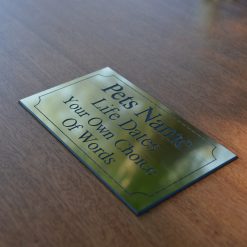 Pets Name
Life Dates
Your Own Choice
Of Words